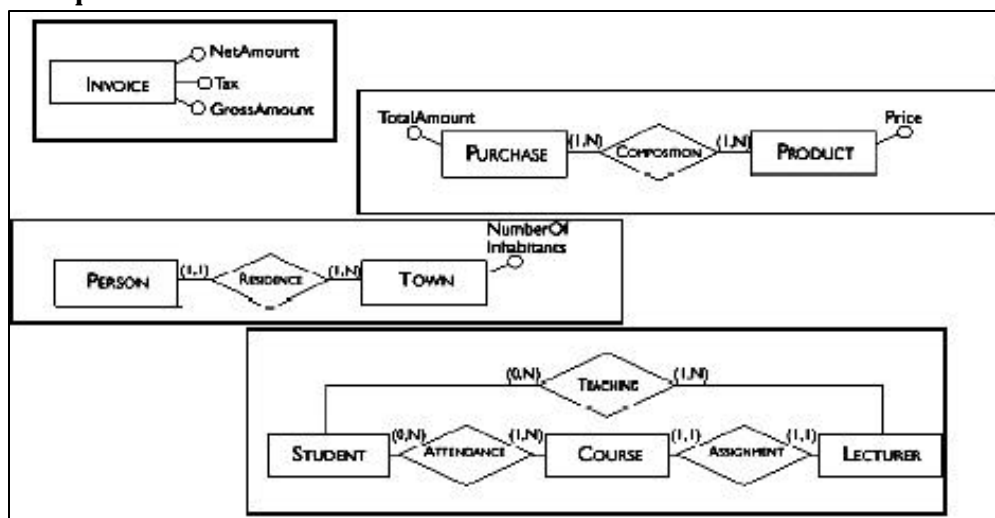 NetAmount
INVOICE
Tax
GrossAmount
TotalAmount
Price
PURCHASE
(1,N)
COMPOSITION
(1,N)
PRODUCT
NumberOf
Inhabitants
PERSON
(1,1)
RESIDENCE
(1,N)
TOWN
(0,N)
TEACHING
(1,N)
STUDENT
(0,N)
ATTENDANCE
(1,N)
COURSE
(1,1)
ASSIGNMENT
(1,1)
LECTURER